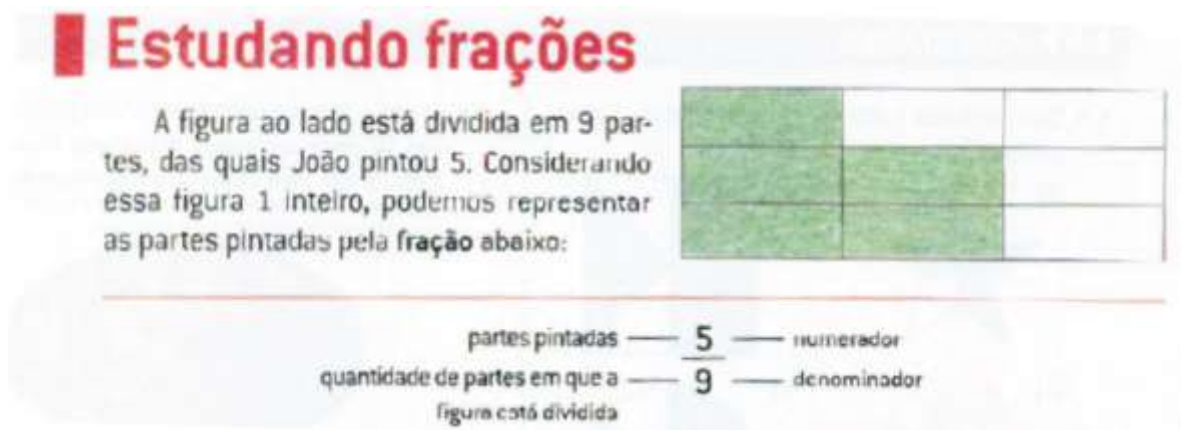 Estudando frações
A figura ao lado está dividida em 9 par-
tes, das quais João pintou 5. Considerando
essa figura 1 inteiro, podemos representar
as partes pintadas pela fração abaixo:
partes pintadas — 5 — numerador
quantidade de partes em que a — 9 — denominador
figura está dividida